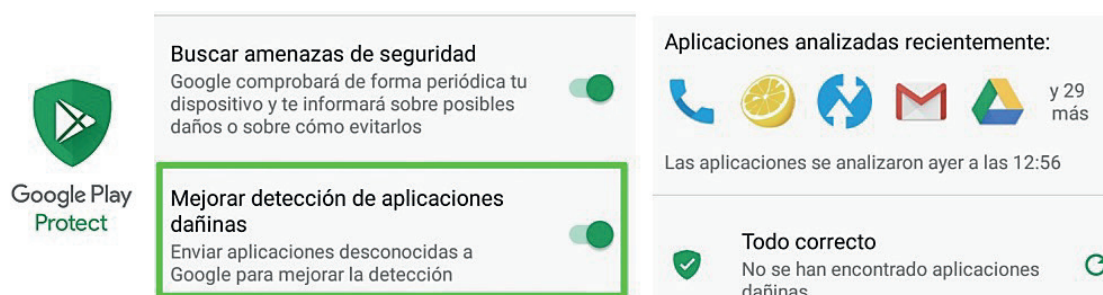 Google Play
Protect
Buscar amenazas de seguridad
Google comprobará de forma periódica tu
dispositivo y te informará sobre posibles
daños o sobre cómo evitarlos
Mejorar detección de aplicaciones
dañinas
Enviar aplicaciones desconocidas a
Google para mejorar la detección
Aplicaciones analizadas recientemente:
y 29
más
Las aplicaciones se analizaron ayer a las 12:56
Todo correcto
No se han encontrado aplicaciones
dañinas